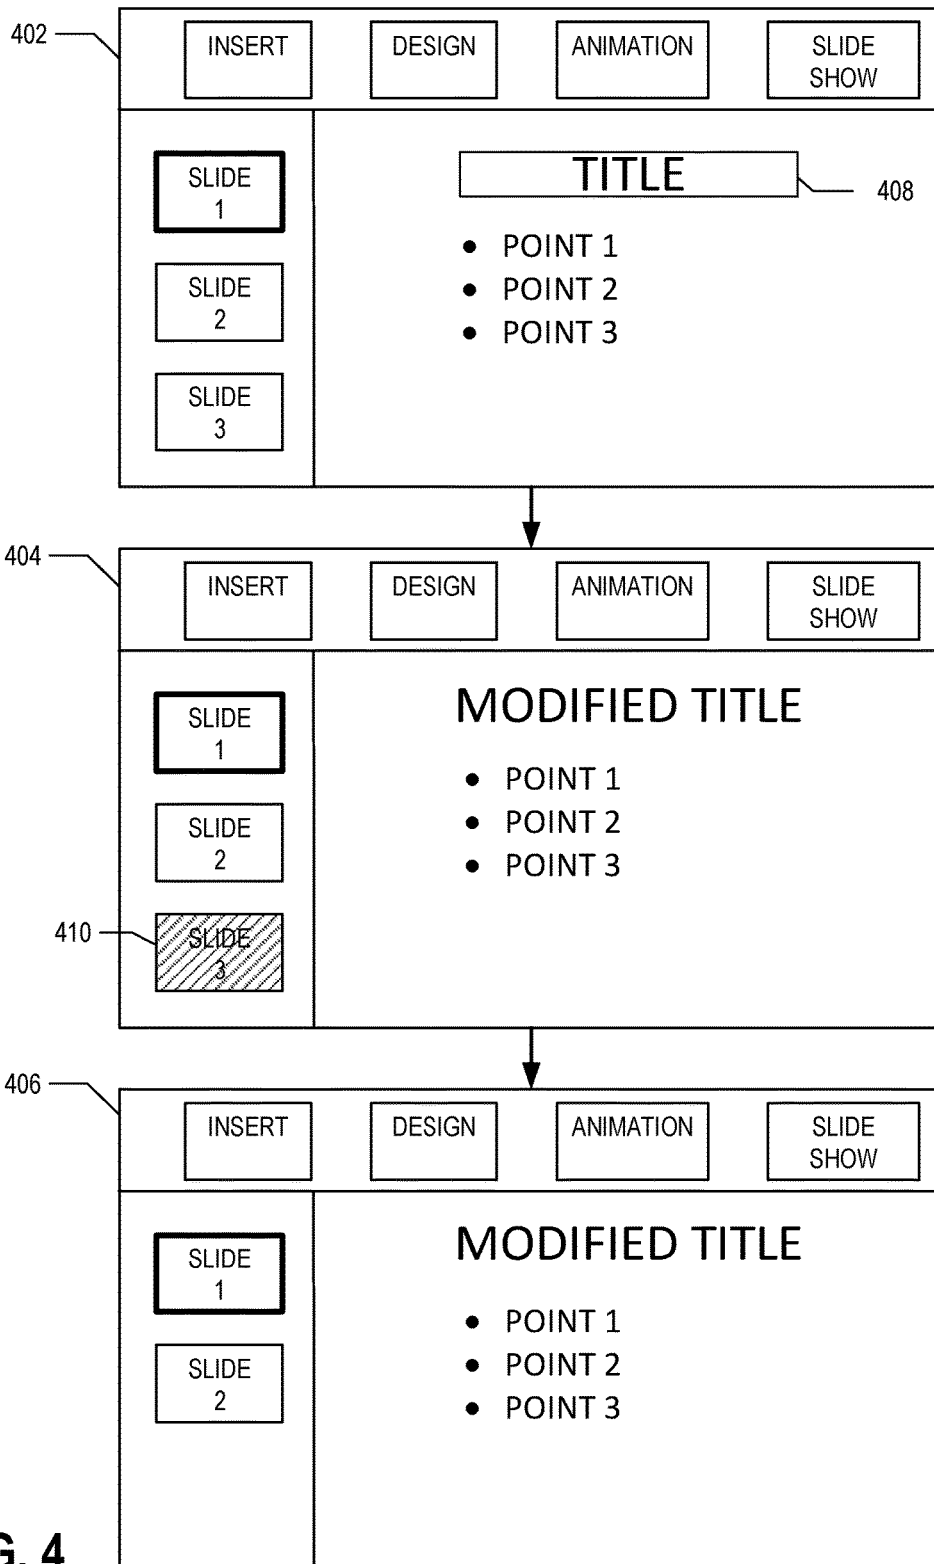 402
INSERT
DESIGN
ANIMATION
SLIDE
SHOW
SLIDE
1
TITLE
408
• POINT 1
SLIDE
2
• POINT 2
• POINT 3
SLIDE
3
404
INSERT
DESIGN
ANIMATION
SLIDE
SHOW
SLIDE
1
MODIFIED TITLE
• POINT 1
SLIDE
2
• POINT 2
• POINT 3
410
SLIDE
3
406
INSERT
DESIGN
ANIMATION
SLIDE
SHOW
SLIDE
1
MODIFIED TITLE
• POINT 1
SLIDE
2
• POINT 2
• POINT 3
G. 4